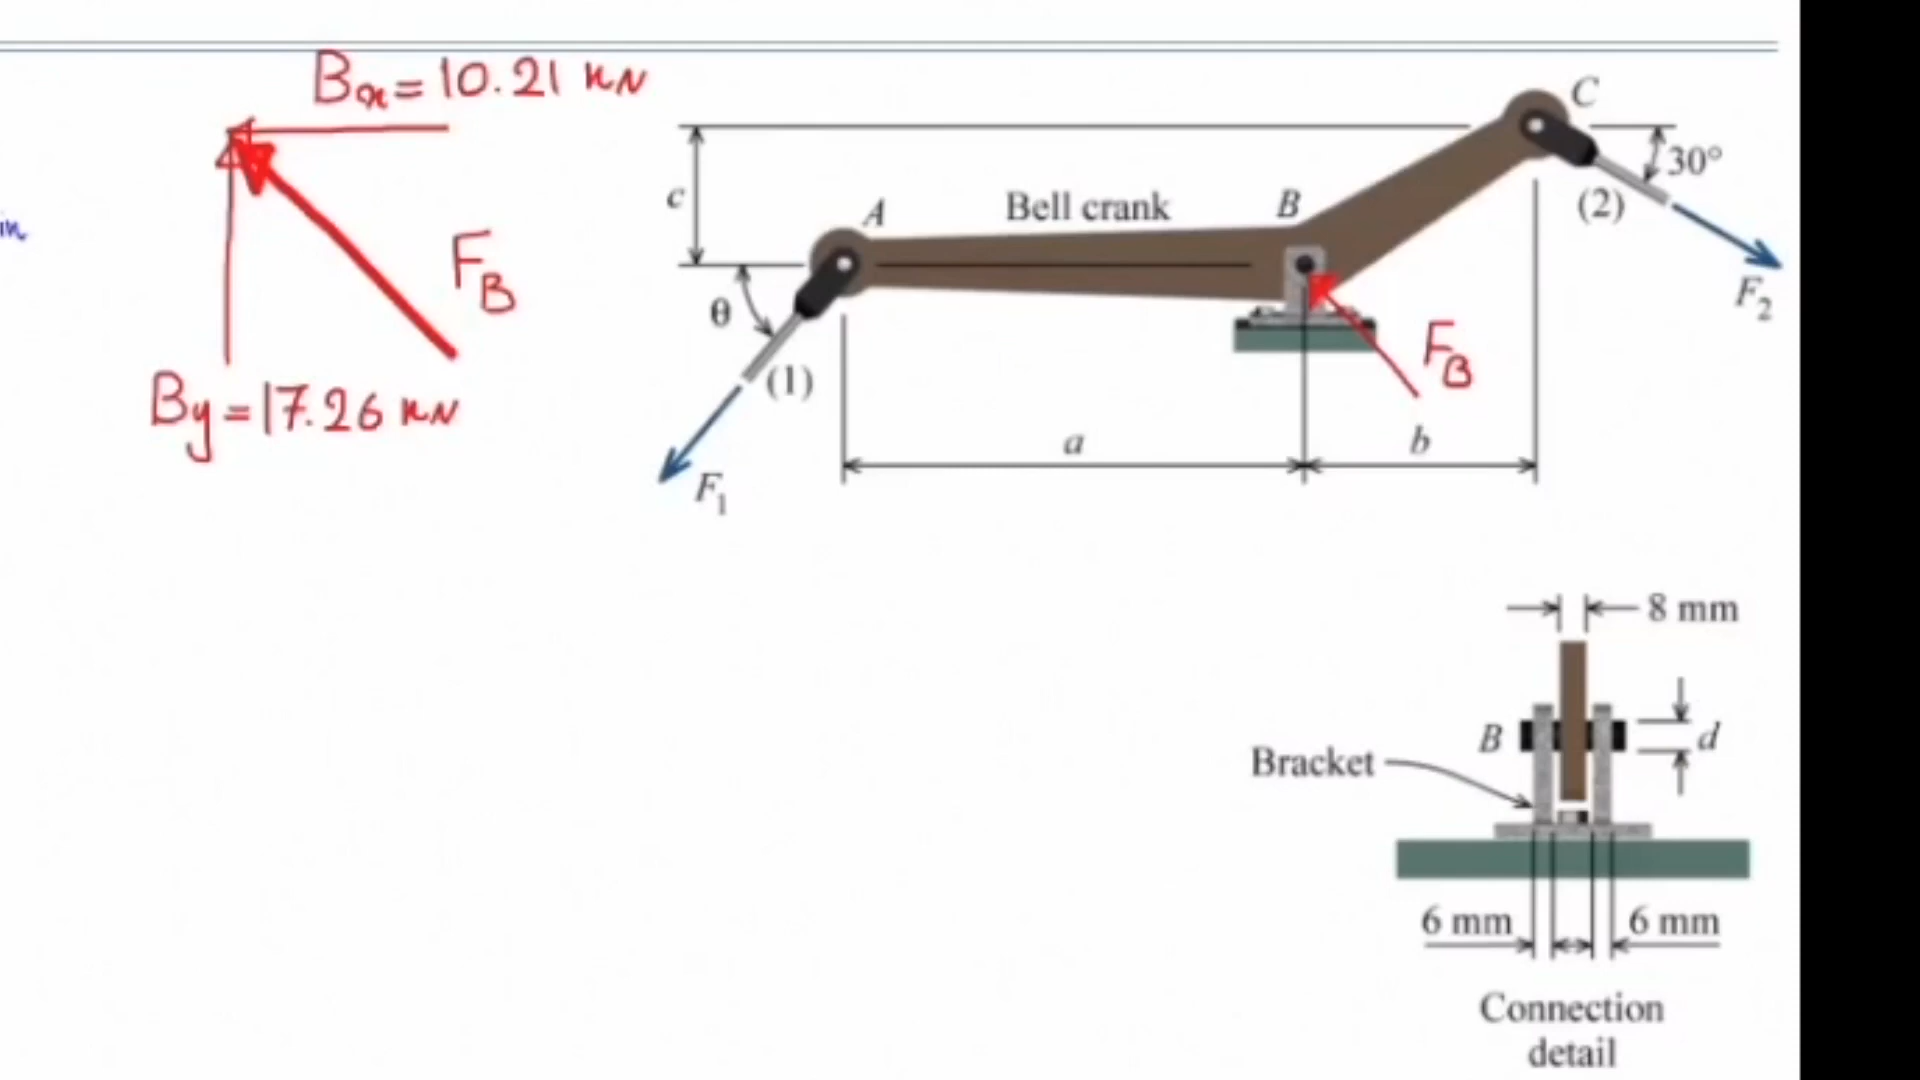 Bx = 10.21 kN
in
FB
By = 17.26 kN
C
30°
c
A
Bell crank
B
(2)
θ
F2
(1)
FB
a
b
F1
8 mm
B
d
Bracket
6 mm
6 mm
Connection
detail